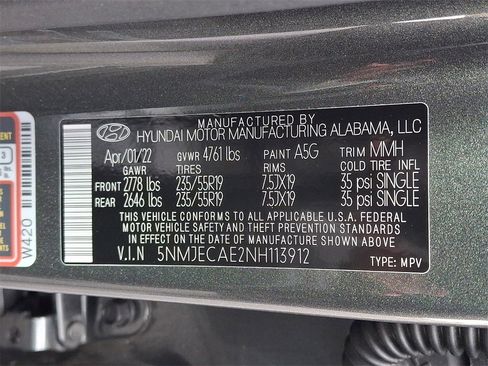 MANUFACTURED BY
HYUNDAI MOTOR MANUFACTURING ALABAMA, LLC
Apr/01/22 GVWR 4761 lbs PAINT A5G TRIM MMH
GAWR TIRES RIMS COLD TIRE INFL
FRONT 2778 lbs 235/55R19 7.5JX19 35 psi SINGLE
REAR 2646 lbs 235/55R19 7.5JX19 35 psi SINGLE
THIS VEHICLE CONFORMS TO ALL APPLICABLE U.S.A. FEDERAL
MOTOR VEHICLE SAFETY AND THEFT PREVENTION STANDARDS
IN EFFECT ON THE DATE OF MANUFACTURE SHOWN ABOVE
V.I.N 5NMJECAE2NH113912
TYPE: MPV
W420
3